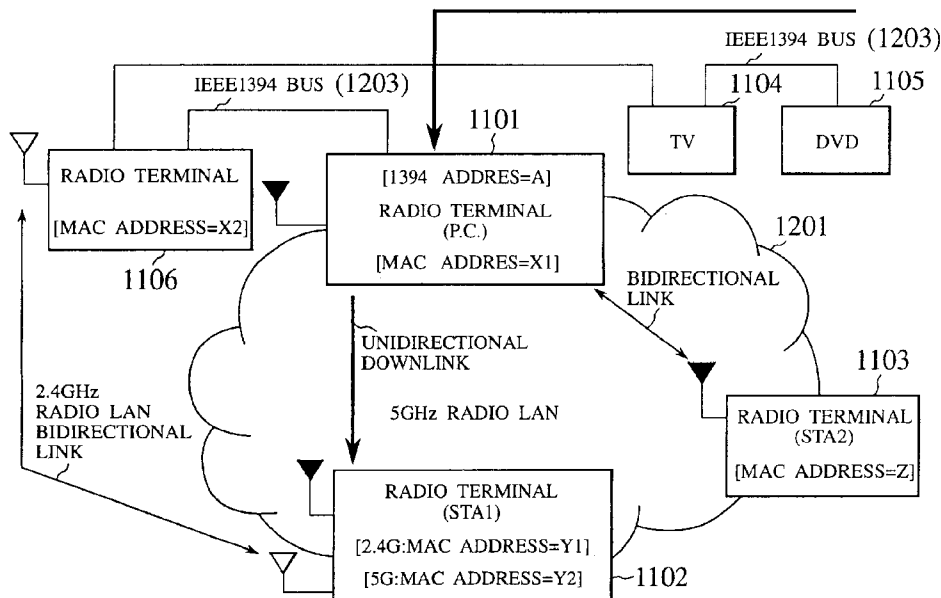 IEEE1394 BUS (1203)
1104
1105
IEEE1394 BUS (1203)
1101
TV
DVD
RADIO TERMINAL
[MAC ADDRESS=X2]
1106
[1394 ADDRES=A]
RADIO TERMINAL
(P.C.)
[MAC ADDRES=X1]
1201
BIDIRECTIONAL
LINK
UNIDIRECTIONAL
DOWNLINK
5GHz RADIO LAN
2.4GHz
RADIO LAN
BIDIRECTIONAL
LINK
1103
RADIO TERMINAL
(STA2)
[MAC ADDRESS=Z]
RADIO TERMINAL
(STA1)
[2.4G:MAC ADDRESS=Y1]
[5G:MAC ADDRESS=Y2]
1102